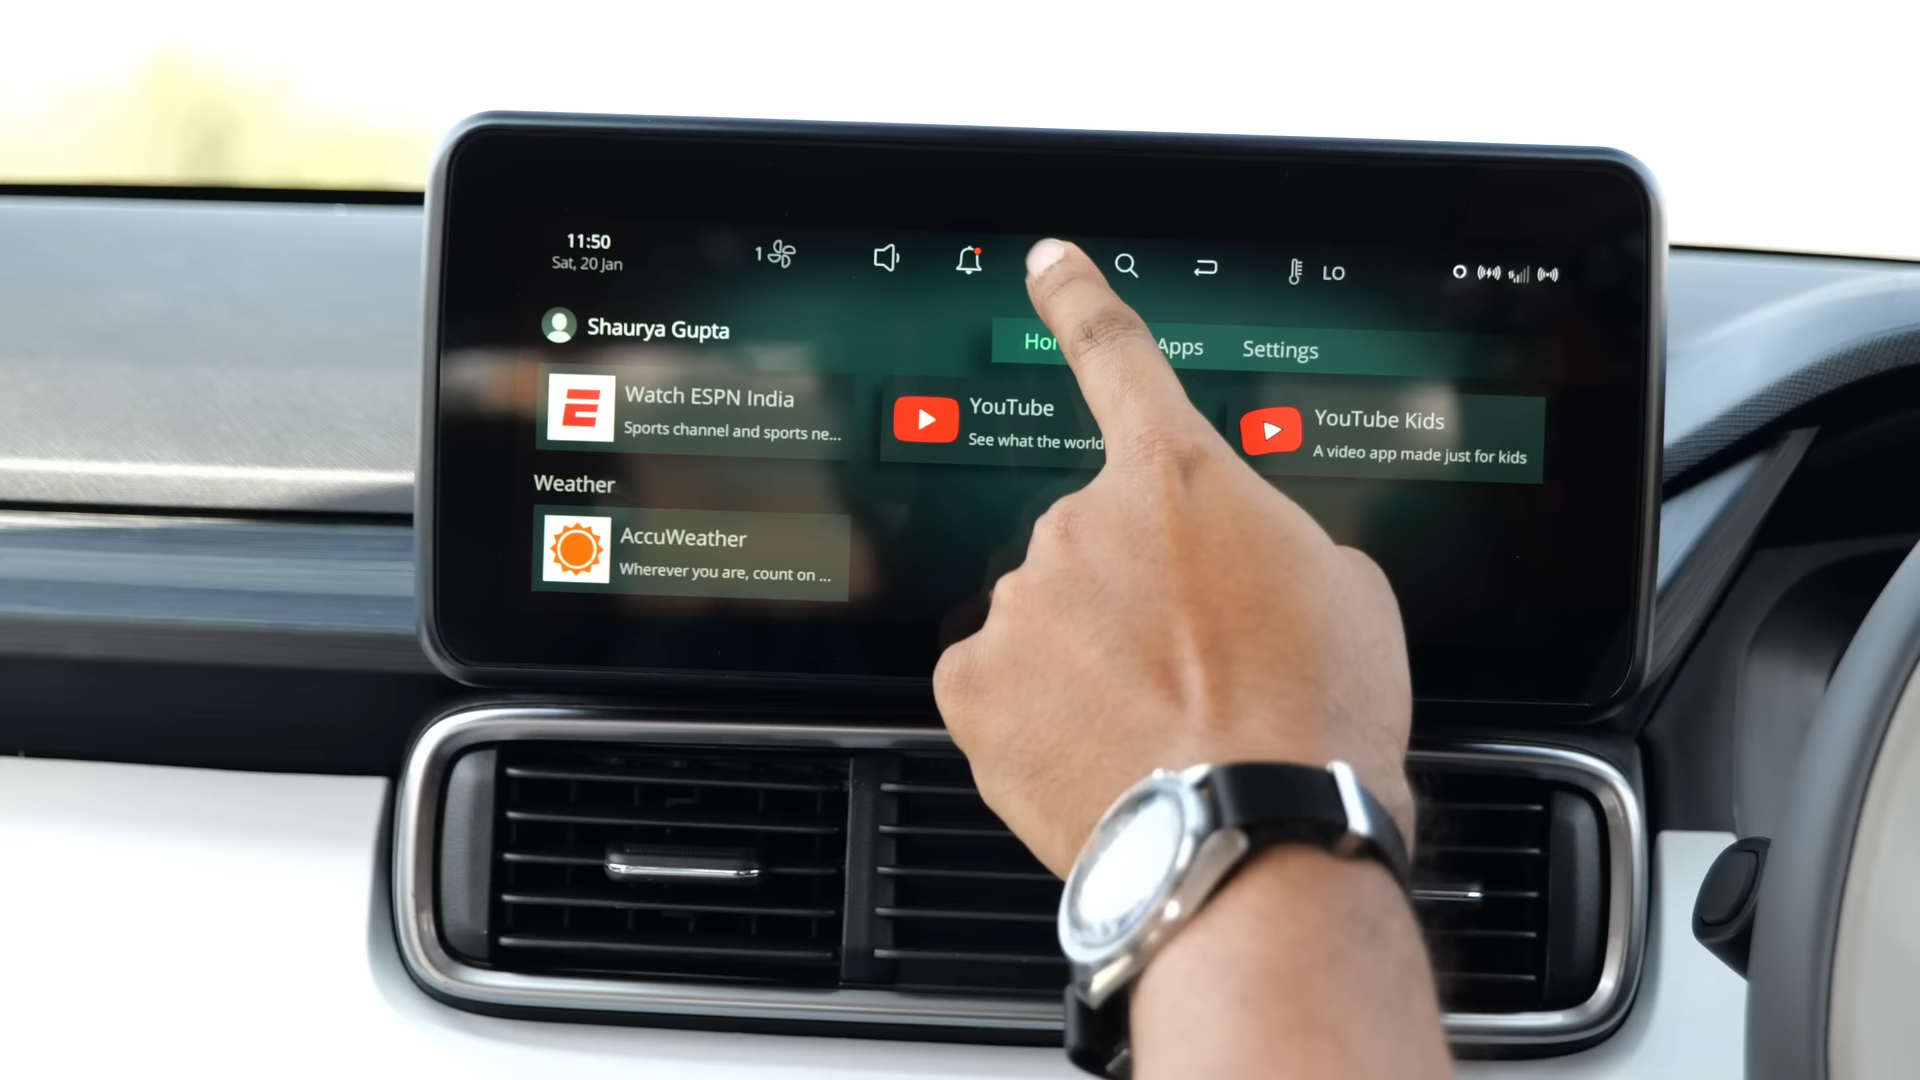 11:50
Sat, 20 Jan
1
LO
Shaurya Gupta
Apps Settings
Watch ESPN India
Sports channel and sports ne...
YouTube
See what the world
YouTube Kids
A video app made just for kids
Weather
AccuWeather
Wherever you are, count on ...